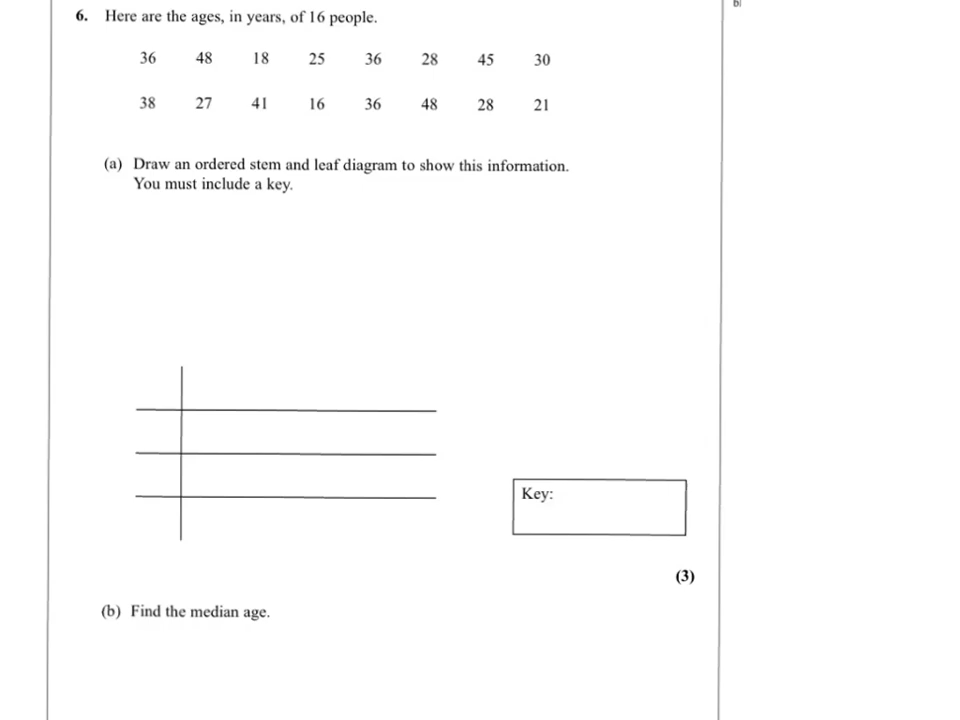 6. Here are the ages, in years, of 16 people.
36 48 18 25 36 28 45 30
38 27 41 16 36 48 28 21
(a) Draw an ordered stem and leaf diagram to show this information.
You must include a key.
Key:
(3)
(b) Find the median age.